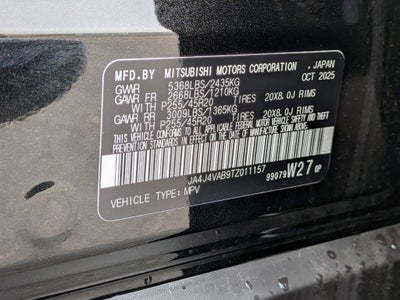 MFD.BY MITSUBISHI MOTORS CORPORATION , JAPAN
GVWR 5368LBS/2435KG OCT 2025
GAWR FR 2668LBS/1210KG
WITH P255/45R20 TIRES 20X8.0J RIMS
GAWR RR 3009LBS/1365KG
WITH P255/45R20 TIRES 20X8.0J RIMS
THIS VEHICLE CONFORMS TO ALL APPLICABLE
FEDERAL MOTOR VEHICLE SAFETY, BUMPER, AND
THEFT PREVENTION STANDARDS IN EFFECT ON
THE DATE OF MANUFACTURE SHOWN ABOVE.
JA4J4VAB9TZ011157
VEHICLE TYPE: MPV
99079 W27 0P